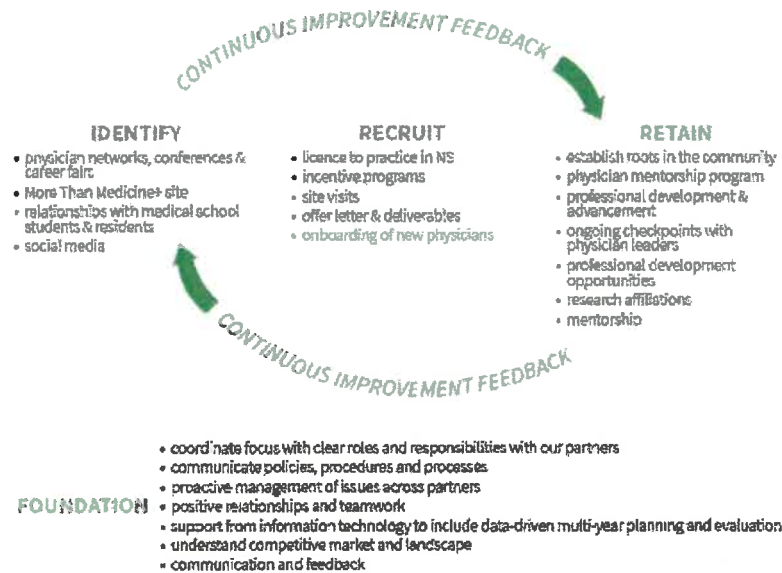 CONTINUOUS IMPROVEMENT FEEDBACK
IDENTIFY
• physician networks, conferences &
career fairs
• More Than Medicine+ site
• relationships with medical school
students & residents
• social media
RECRUIT
• licence to practice in NS
• incentive programs
• site visits
• offer letter & deliverables
• onboarding of new physicians
RETAIN
• establish roots in the community
• physician mentorship program
• professional development &
advancement
• ongoing checkpoints with
physician leaders
• professional development
opportunities
• research affiliations
• mentorship
CONTINUOUS IMPROVEMENT FEEDBACK
FOUNDATION
• coordinate focus with clear roles and responsibilities with our partners
• communicate policies, procedures and processes
• proactive management of issues across partners
• positive relationships and teamwork
• support from information technology to include data-driven multi-year planning and evaluation
• understand competitive market and landscape
• communication and feedback